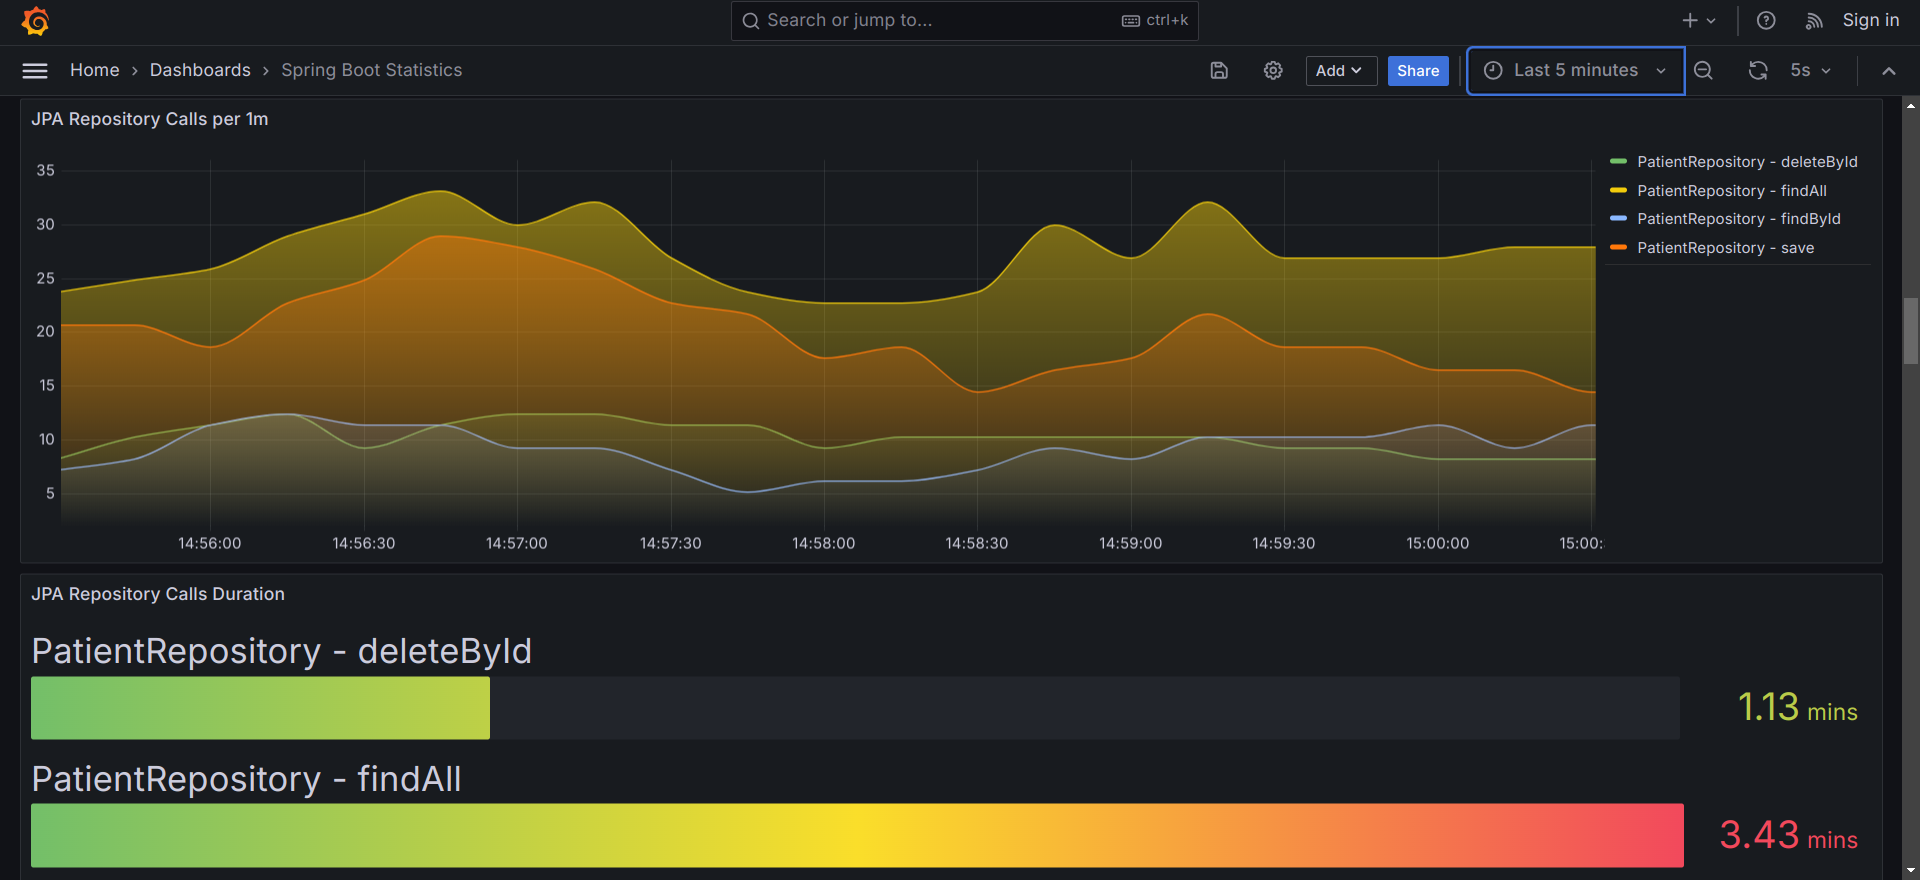 Search or jump to... ctrl+k
Sign in
Home › Dashboards › Spring Boot Statistics
Add
Share
Last 5 minutes
5s
JPA Repository Calls per 1m
35
30
25
20
15
10
5
14:56:00 14:56:30 14:57:00 14:57:30 14:58:00 14:58:30 14:59:00 14:59:30 15:00:00 15:00:
PatientRepository - deleteById
PatientRepository - findAll
PatientRepository - findById
PatientRepository - save
JPA Repository Calls Duration
PatientRepository - deleteById
1.13 mins
PatientRepository - findAll
3.43 mins